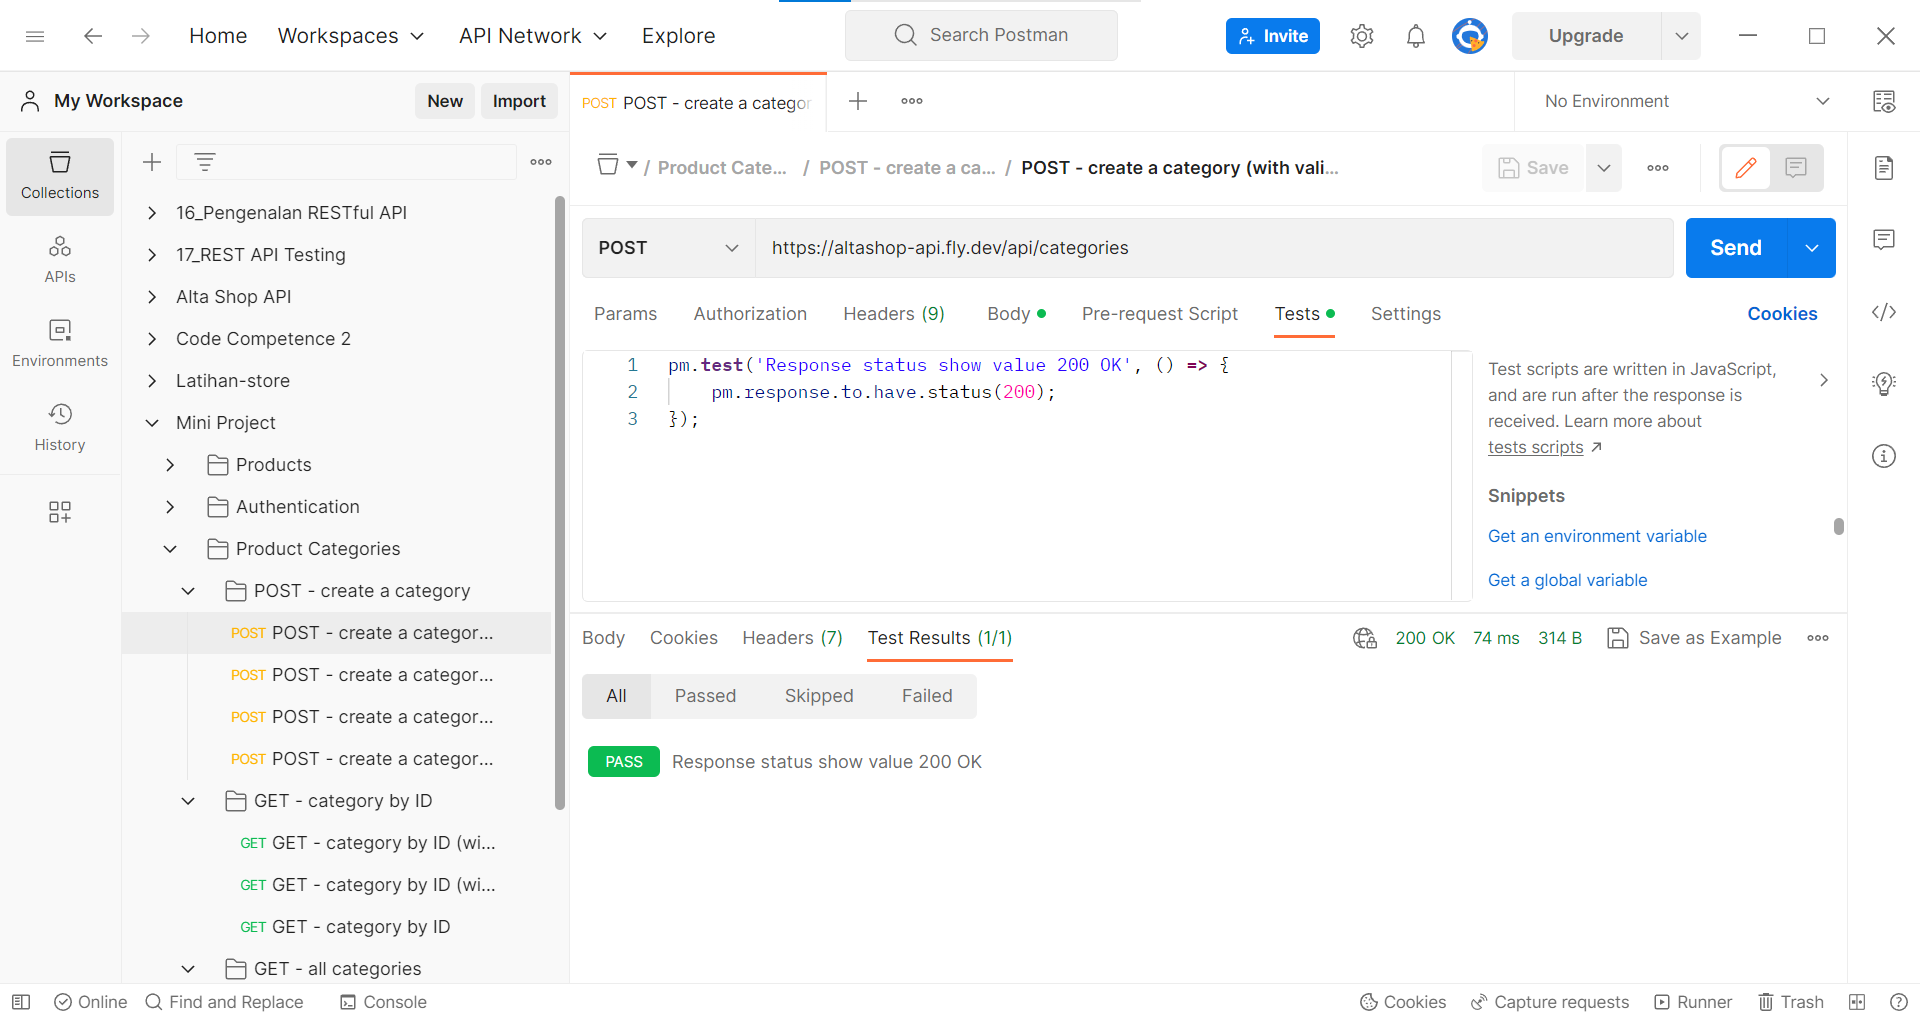 Home Workspaces API Network Explore Search Postman Invite Upgrade
My Workspace New Import POST POST - create a categor No Environment
Collections
APIs
Environments
History
16_Pengenalan RESTful API
17_REST API Testing
Alta Shop API
Code Competence 2
Latihan-store
Mini Project
Products
Authentication
Product Categories
POST - create a category
POST POST - create a categor...
POST POST - create a categor...
POST POST - create a categor...
POST POST - create a categor...
GET - category by ID
GET GET - category by ID (wi...
GET GET - category by ID (wi...
GET GET - category by ID
GET - all categories
/ Product Cate... / POST - create a ca... / POST - create a category (with vali... Save
POST https://altashop-api.fly.dev/api/categories Send
Params Authorization Headers (9) Body Pre-request Script Tests Settings Cookies
1 pm.test('Response status show value 200 OK', () => {
2 pm.response.to.have.status(200);
3 });
Test scripts are written in JavaScript,
and are run after the response is
received. Learn more about
tests scripts ↗
Snippets
Get an environment variable
Get a global variable
Body Cookies Headers (7) Test Results (1/1) 200 OK 74 ms 314 B Save as Example
All Passed Skipped Failed
PASS Response status show value 200 OK
Online Find and Replace Console Cookies Capture requests Runner Trash